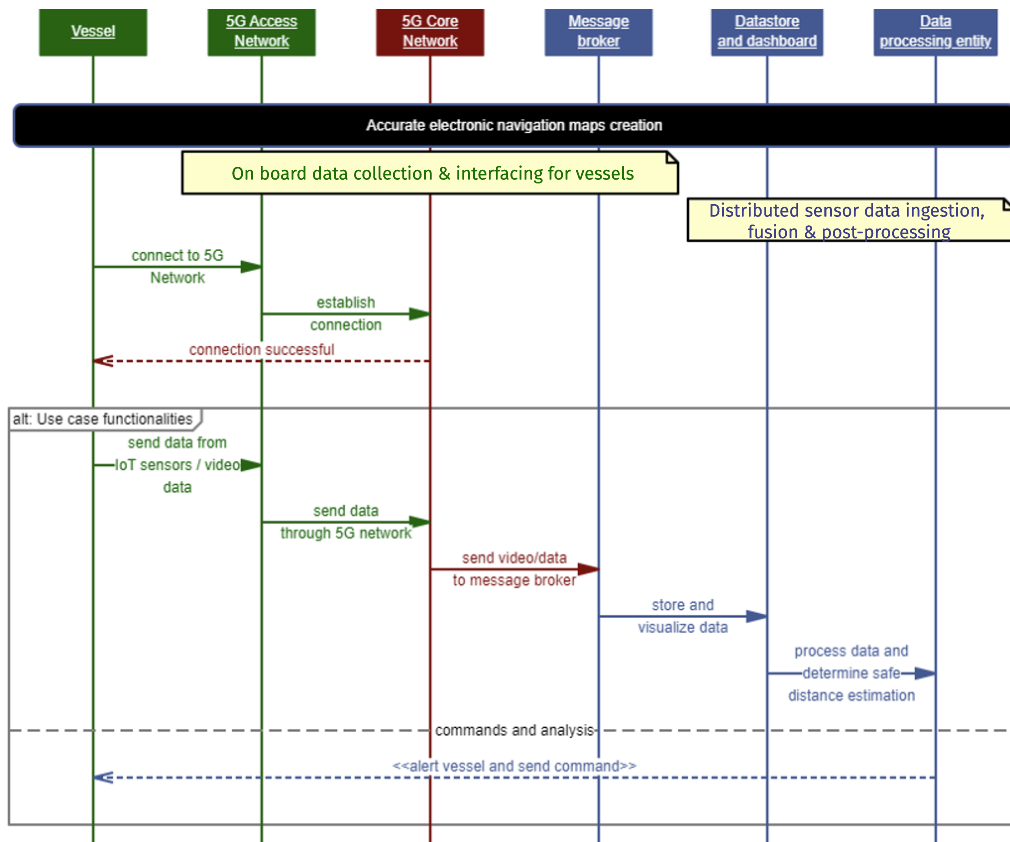 Vessel
5G Access
Network
5G Core
Network
Message
broker
Datastore
and dashboard
Data
processing entity
Accurate electronic navigation maps creation
On board data collection & interfacing for vessels
Distributed sensor data ingestion,
fusion & post-processing
connect to 5G
Network
establish
connection
connection successful
alt: Use case functionalities
send data from
IoT sensors / video
data
send data
through 5G network
send video/data
to message broker
store and
visualize data
process data and
determine safe
distance estimation
commands and analysis
<<alert vessel and send command>>